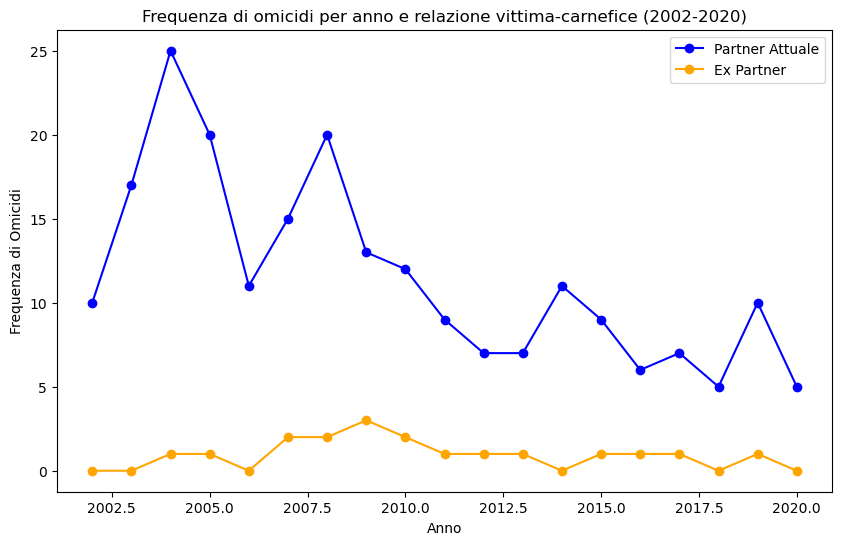 Frequenza di omicidi per anno e relazione vittima-carnefice (2002-2020)
Partner Attuale
Ex Partner
Frequenza di Omicidi
25
20
15
10
5
0
2002.5 2005.0 2007.5 2010.0 2012.5 2015.0 2017.5 2020.0
Anno